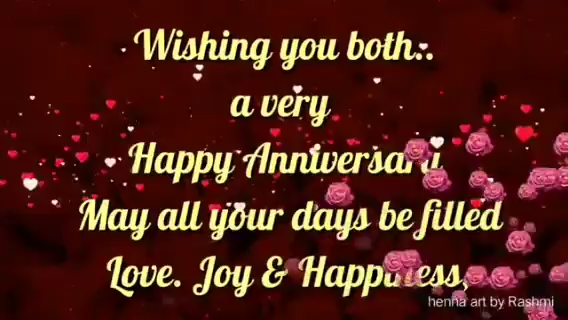 Wishing you both..
a very
Happy Anniversary
May all your days be filled
Love. Joy & Happiness,
henna art by Rashmi